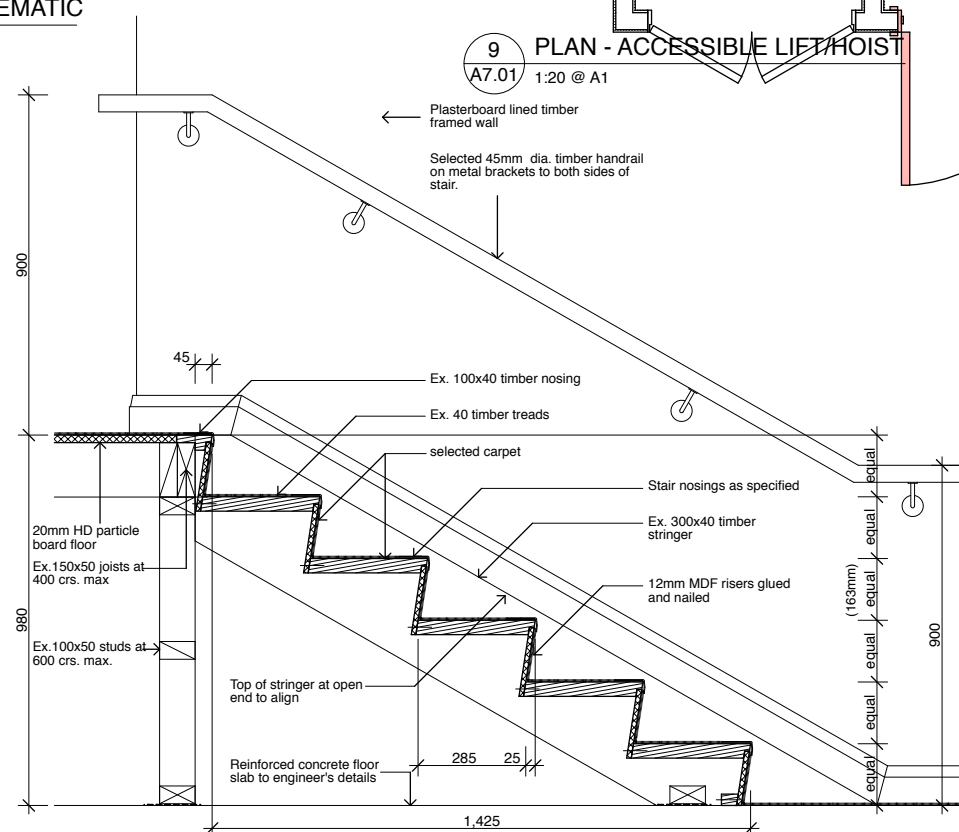 EMATIC
9
A7.01
PLAN - ACCESSIBLE LIFT/HOIST
1:20 @ A1
Plasterboard lined timber
framed wall
Selected 45mm dia. timber handrail
on metal brackets to both sides of
stair.
900
45
Ex. 100x40 timber nosing
Ex. 40 timber treads
selected carpet
Stair nosings as specified
Ex. 300x40 timber
stringer
12mm MDF risers glued
and nailed
20mm HD particle
board floor
Ex.150x50 joists at
400 crs. max
980
Ex.100x50 studs at
600 crs. max.
Top of stringer at open
end to align
Reinforced concrete floor
slab to engineer's details
285
25
1,425
equal
equal
equal
(163mm)
equal
equal
equal
900